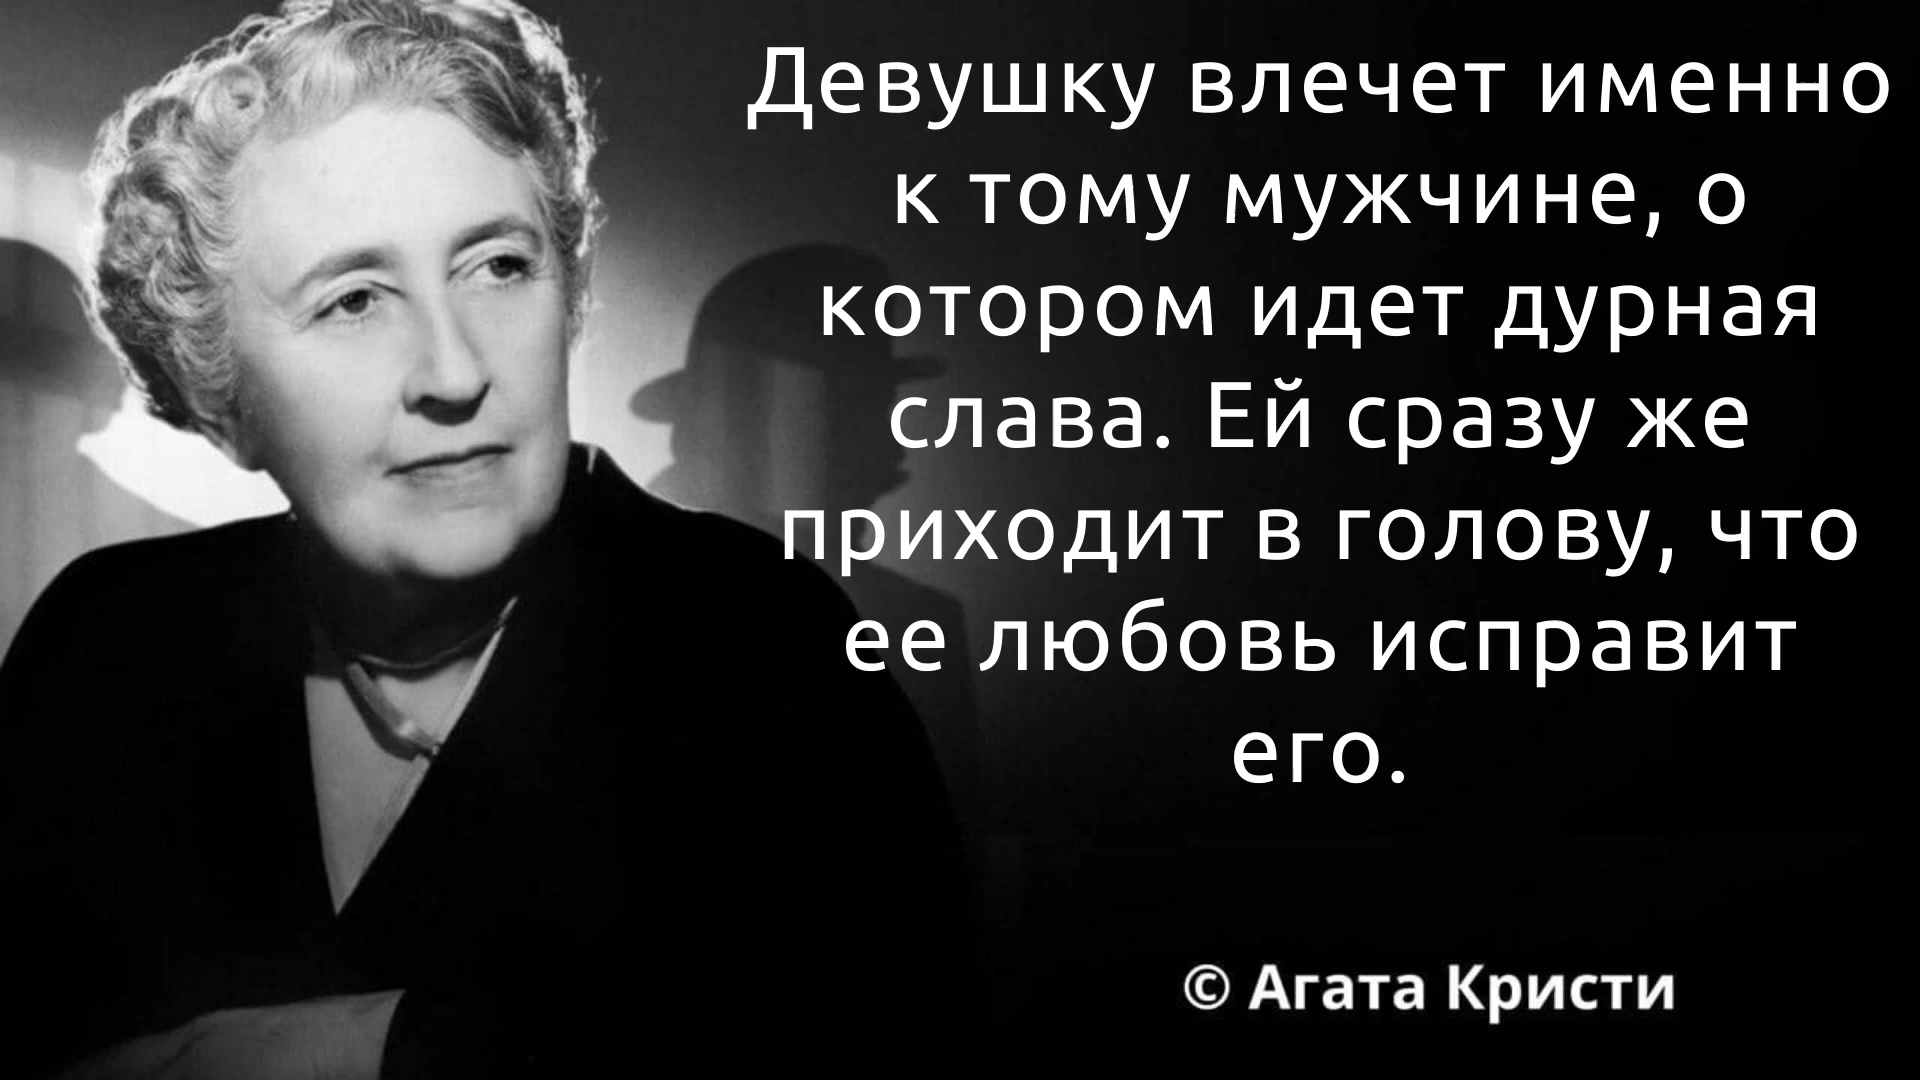 Девушку влечет именно
к тому мужчине, о
котором идет дурная
слава. Ей сразу же
приходит в голову, что
ее любовь исправит
его.
© Агата Кристи